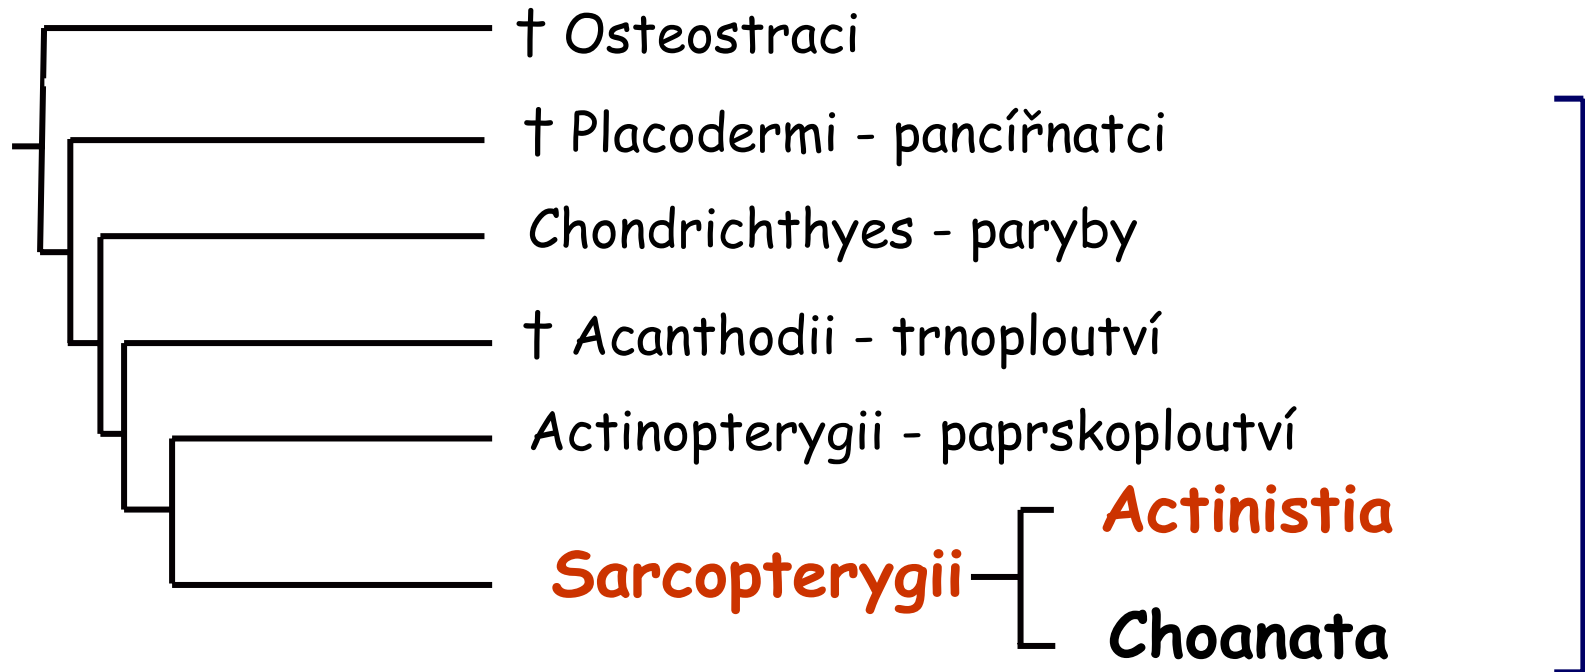 † Osteostraci
† Placodermi - pancířnatci
Chondrichthyes - paryby
† Acanthodii - trnoploutví
Actinopterygii - paprskoploutví
Actinistia
Sarcopterygii
Choanata